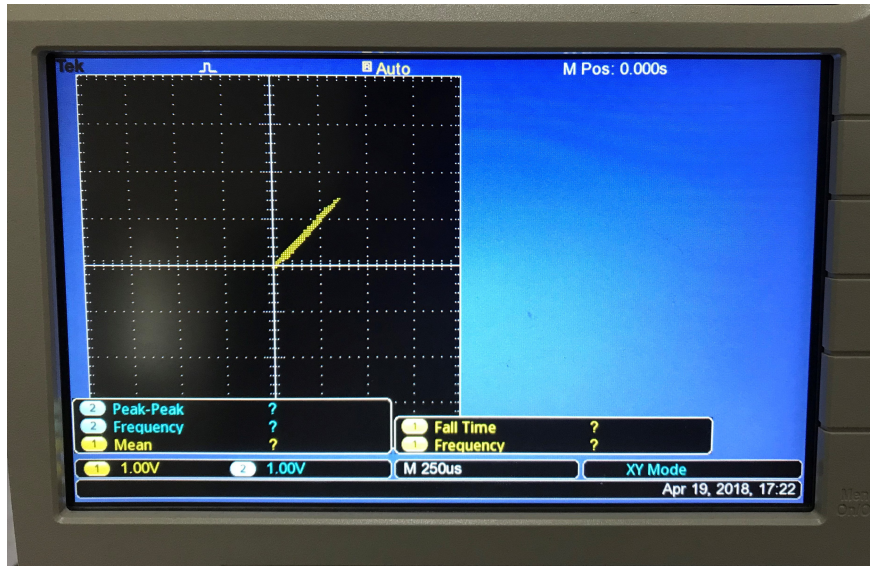 Tek Auto M Pos: 0.000s
2 Peak-Peak ?
2 Frequency ?
1 Mean ?
1 Fall Time ?
1 Frequency ?
1 1.00V 2 1.00V M 250us XY Mode
Apr 19, 2018, 17:22